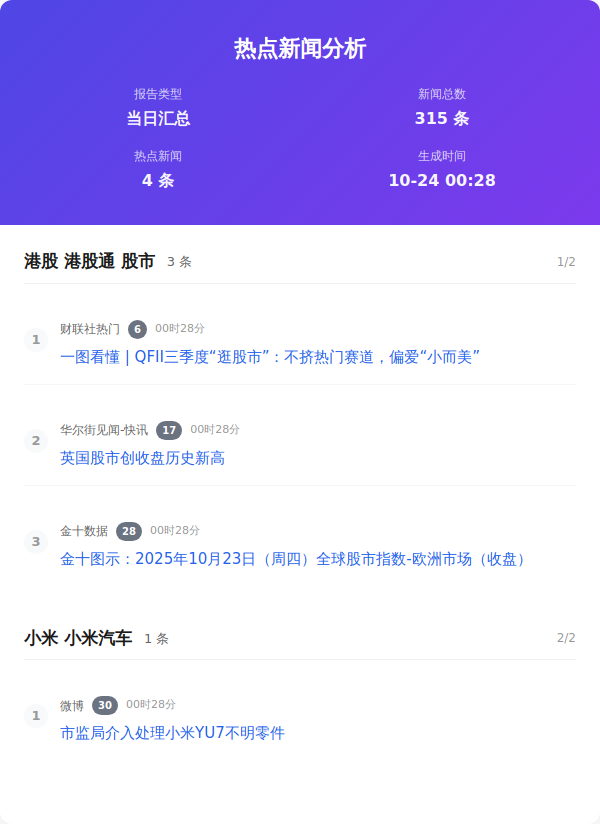 热点新闻分析
报告类型
新闻总数
当日汇总
315 条
热点新闻
生成时间
4 条
10-24 00:28
港股 港股通 股市 3 条 1/2
1
财联社热门 6 00时28分
一图看懂 | QFII三季度“逛股市”：不挤热门赛道，偏爱“小而美”
2
华尔街见闻-快讯 17 00时28分
英国股市创收盘历史新高
3
金十数据 28 00时28分
金十图示：2025年10月23日（周四）全球股市指数-欧洲市场（收盘）
小米 小米汽车 1 条 2/2
1
微博 30 00时28分
市监局介入处理小米YU7不明零件